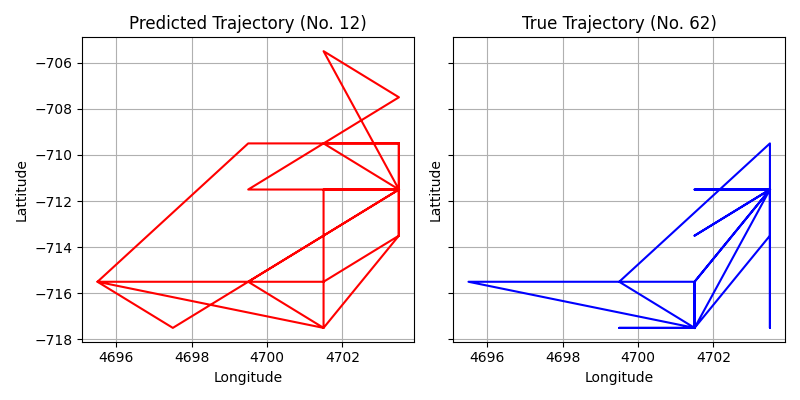 Predicted Trajectory (No. 12)
True Trajectory (No. 62)
Lattitude
−706
−708
−710
−712
−714
−716
−718
4696 4698 4700 4702
Longitude
Lattitude
4696 4698 4700 4702
Longitude